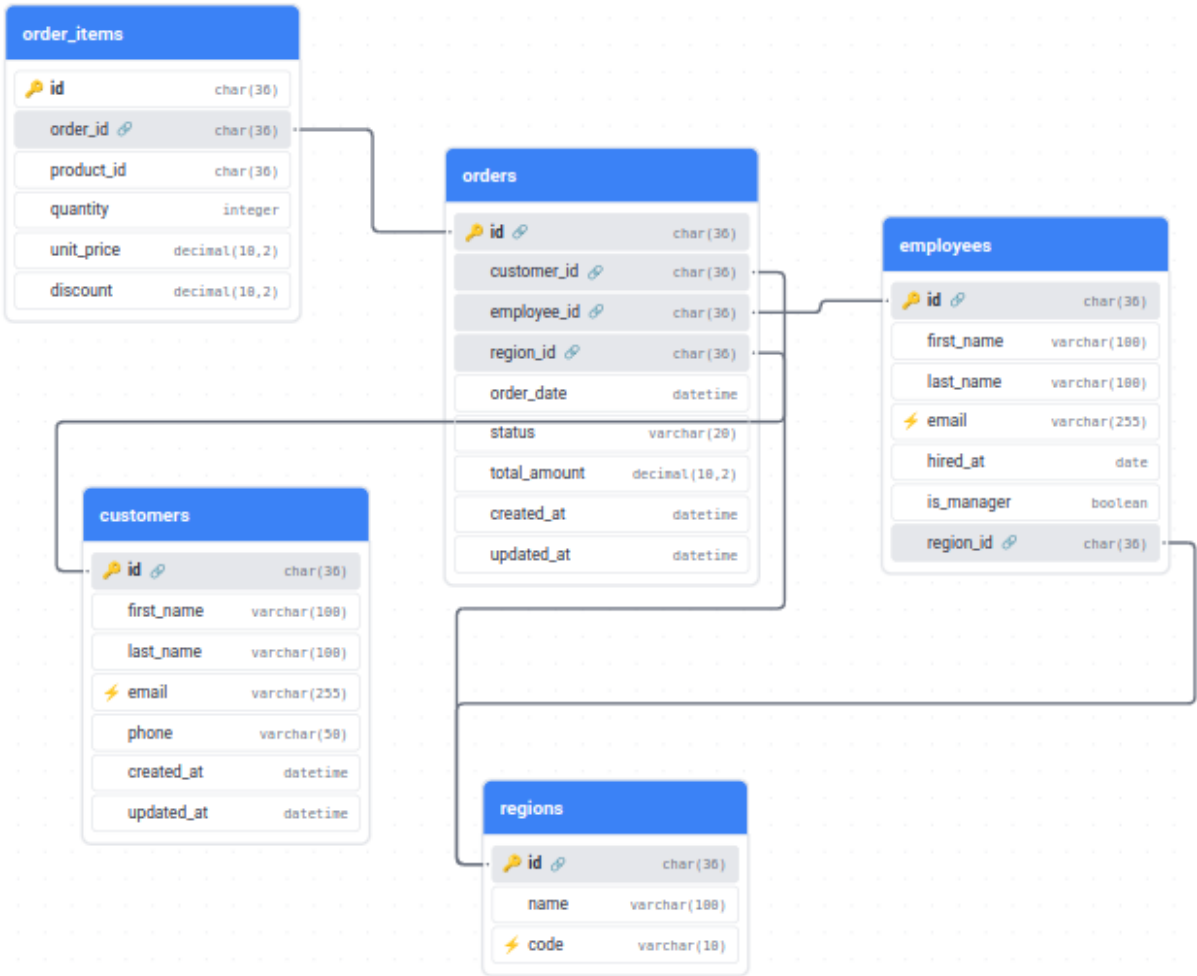 order_items
id char(36)
order_id char(36)
product_id char(36)
quantity integer
unit_price decimal(10,2)
discount decimal(10,2)
orders
id char(36)
customer_id char(36)
employee_id char(36)
region_id char(36)
order_date datetime
status varchar(20)
total_amount decimal(10,2)
created_at datetime
updated_at datetime
employees
id char(36)
first_name varchar(100)
last_name varchar(100)
email varchar(255)
hired_at date
is_manager boolean
region_id char(36)
customers
id char(36)
first_name varchar(100)
last_name varchar(100)
email varchar(255)
phone varchar(50)
created_at datetime
updated_at datetime
regions
id char(36)
name varchar(100)
code varchar(10)